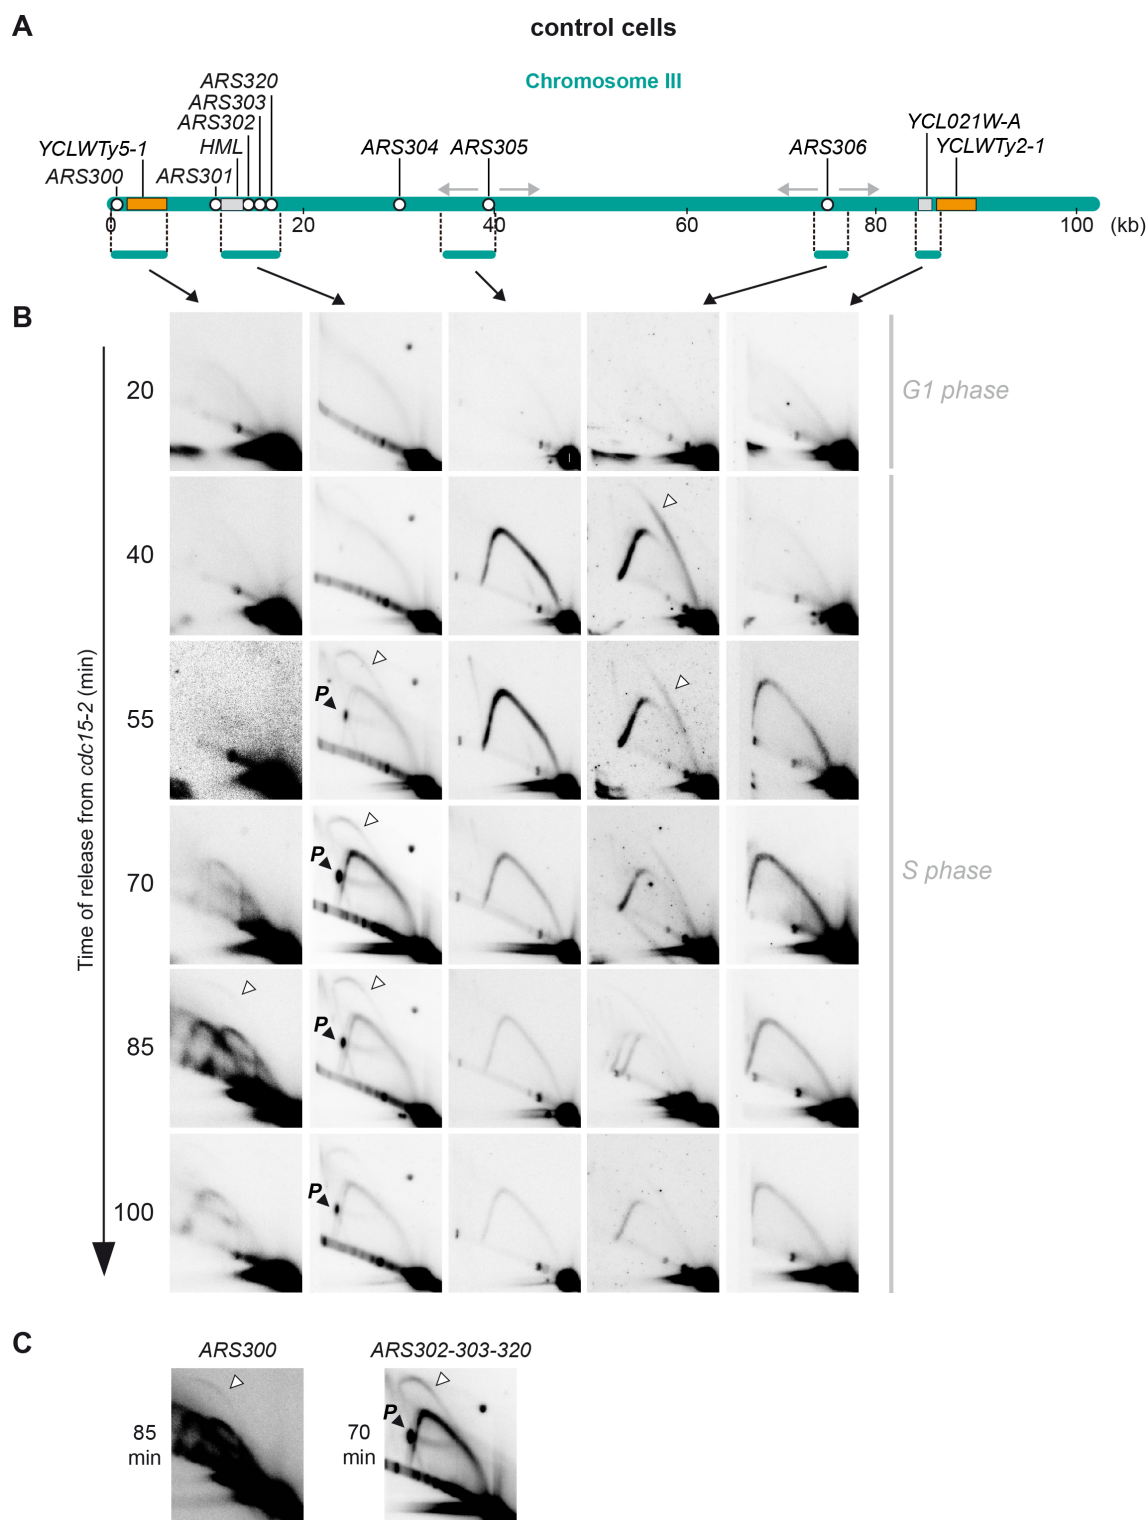 A
control cells
Chromosome III
ARS320
ARS303
ARS302
YCL021W-A
YCLWTy5-1
HML
ARS304
ARS305
ARS306
YCLWTy2-1
ARS300
ARS301
0
20
40
60
80
100
(kb)
B
Time of release from cdc15-2 (min)
20
G1 phase
40
55
P
70
P
S phase
85
P
100
P
C
ARS300
ARS302-303-320
85
min
70
min
P